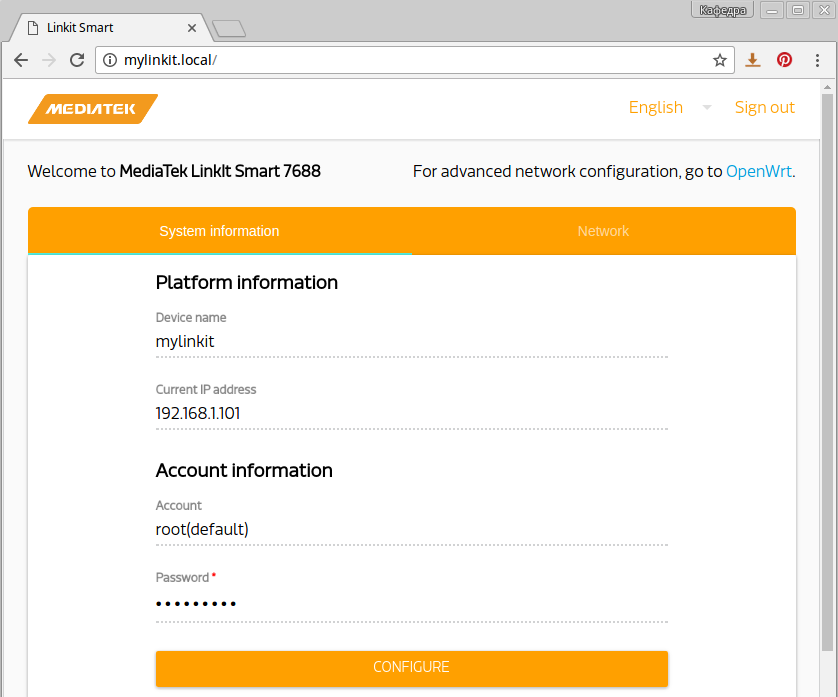 Кафедра
Linkit Smart
mylinkit.local/
MEDIATEK
English
Sign out
Welcome to MediaTek LinkIt Smart 7688
For advanced network configuration, go to OpenWrt.
System information
Network
Platform information
Device name
mylinkit
Current IP address
192.168.1.101
Account information
Account
root(default)
Password *
•••••••••
CONFIGURE